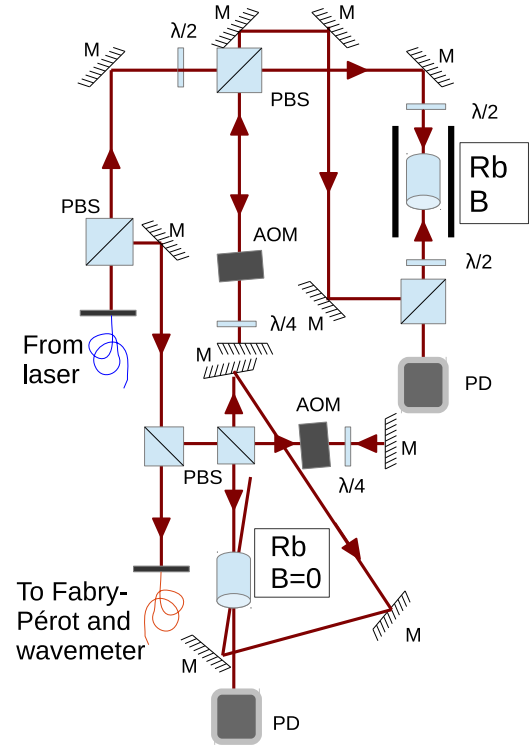 M
M
M
M
λ/2
PBS
λ/2
Rb
B
PBS
M
AOM
λ/2
λ/4
M
From
laser
M
PD
AOM
M
PBS
λ/4
Rb
B=0
To Fabry-
Pérot and
wavemeter
M
M
PD